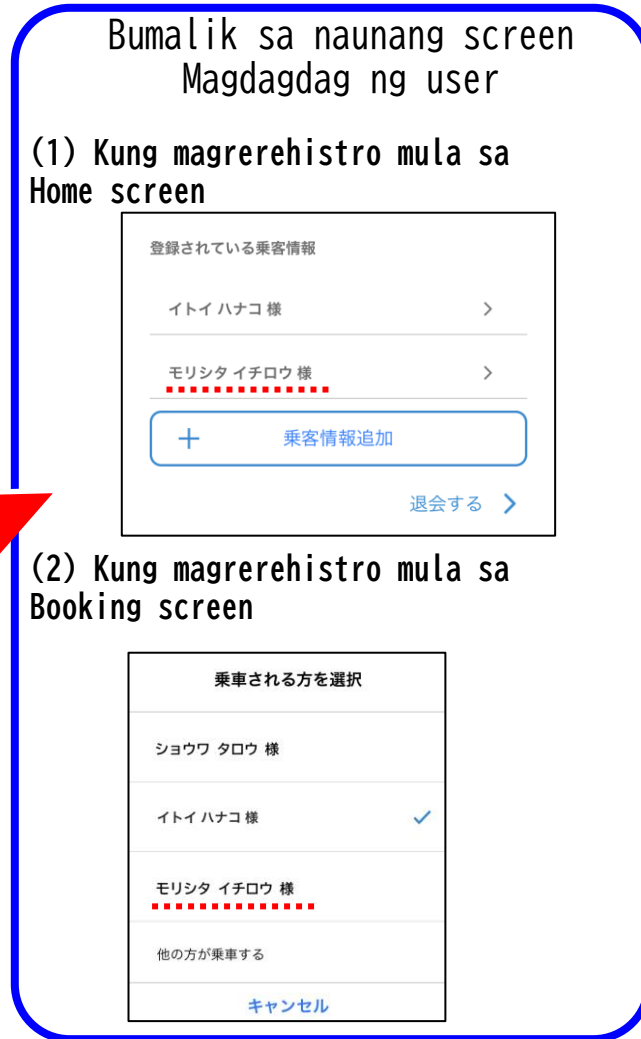 Bumalik sa naunang screen
Magdagdag ng user
(1) Kung magrerehistro mula sa
Home screen
登録されている乗客情報
イトイ ハナコ 様
モリシタ イチロウ 様
乗客情報追加
退会する
(2) Kung magrerehistro mula sa
Booking screen
乗車される方を選択
ショウワ タロウ 様
イトイ ハナコ 様
モリシタ イチロウ 様
他の方が乗車する
キャンセル